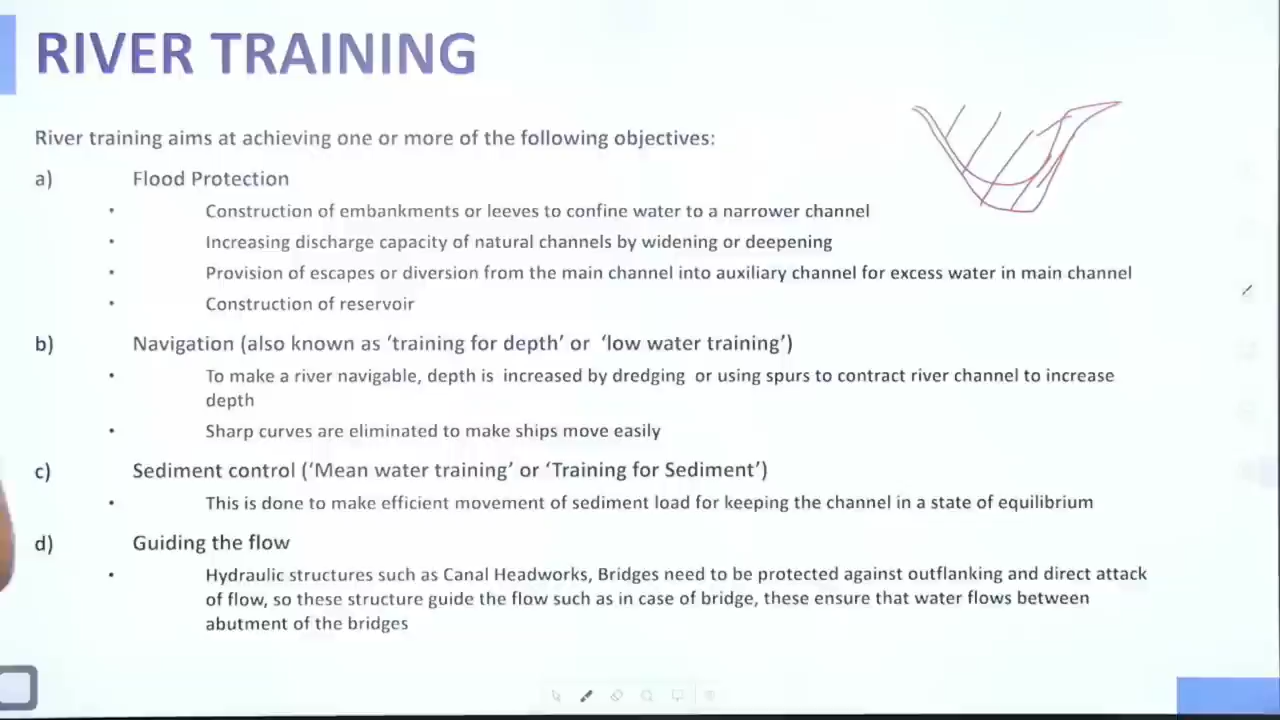 RIVER TRAINING
River training aims at achieving one or more of the following objectives:
a) Flood Protection
• Construction of embankments or leeves to confine water to a narrower channel
• Increasing discharge capacity of natural channels by widening or deepening
• Provision of escapes or diversion from the main channel into auxiliary channel for excess water in main channel
• Construction of reservoir
b) Navigation (also known as ‘training for depth’ or ‘low water training’)
• To make a river navigable, depth is increased by dredging or using spurs to contract river channel to increase
depth
• Sharp curves are eliminated to make ships move easily
c) Sediment control (‘Mean water training’ or ‘Training for Sediment’)
• This is done to make efficient movement of sediment load for keeping the channel in a state of equilibrium
d) Guiding the flow
• Hydraulic structures such as Canal Headworks, Bridges need to be protected against outflanking and direct attack
of flow, so these structure guide the flow such as in case of bridge, these ensure that water flows between
abutment of the bridges